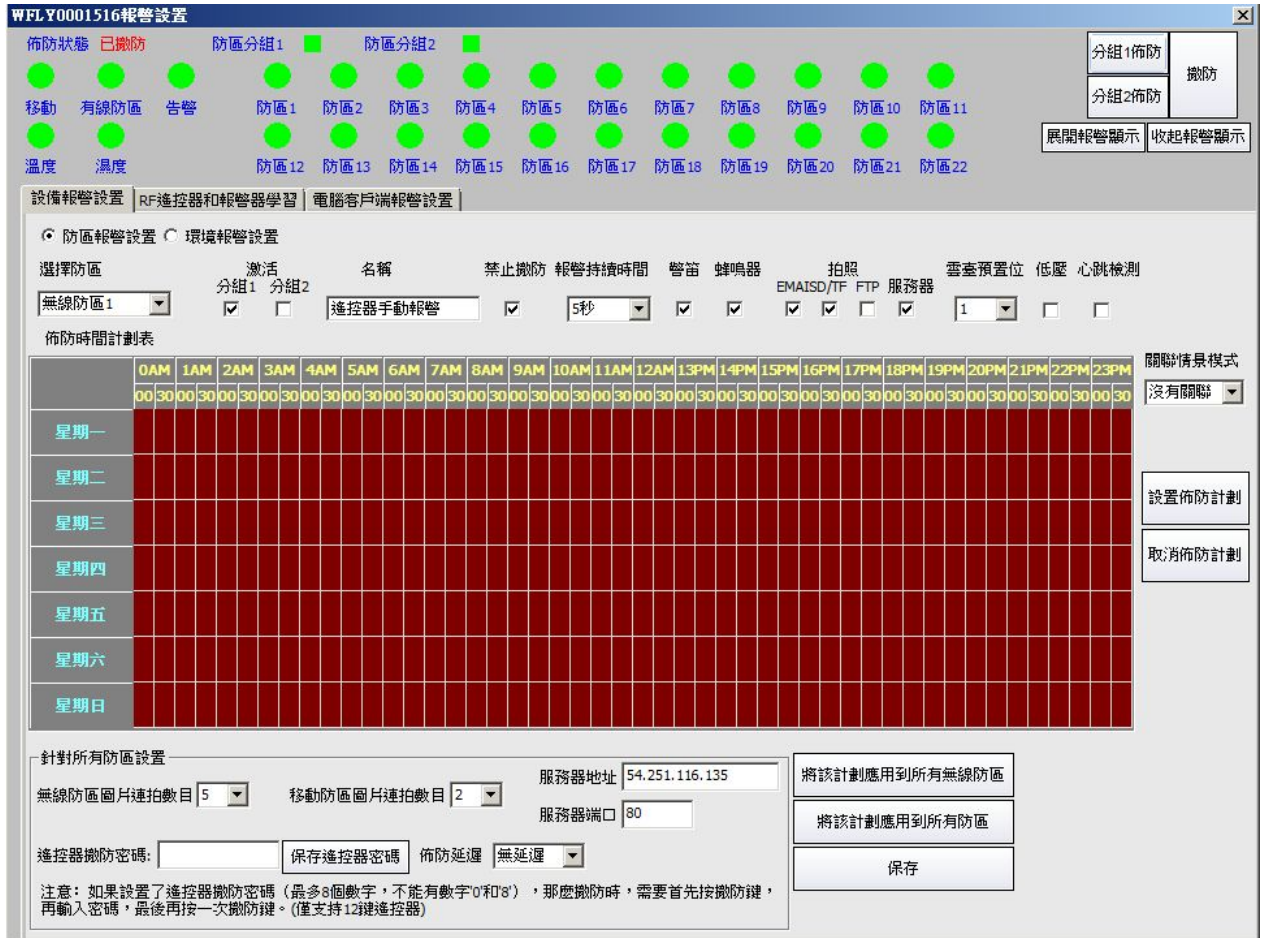 WFLY0001516報警設置
佈防狀態 已撤防 防區分組1 防區分組2
分組1佈防 撤防
分組2佈防
移動 有線防區 告警 防區1 防區2 防區3 防區4 防區5 防區6 防區7 防區8 防區9 防區10 防區11
展開報警顯示 收起報警顯示
溫度 濕度 防區12 防區13 防區14 防區15 防區16 防區17 防區18 防區19 防區20 防區21 防區22
設備報警設置 RF遙控器和報警器學習 電腦客戶端報警設置
防區報警設置 環境報警設置
選擇防區 激活 名稱 禁止撤防 報警持續時間 警笛 蜂鳴器 拍照 雲臺預置位 低壓 心跳檢測
分組1 分組2 EMAISD/TF FTP 服務器
無線防區1 遙控器手動報警 5秒 1
佈防時間計劃表
關聯情景模式
0AM 1AM 2AM 3AM 4AM 5AM 6AM 7AM 8AM 9AM 10AM 11AM 12AM 13PM 14PM 15PM 16PM 17PM 18PM 19PM 20PM 21PM 22PM 23PM
00 30 00 30 00 30 00 30 00 30 00 30 00 30 00 30 00 30 00 30 00 30 00 30 00 30 00 30 00 30 00 30 00 30 00 30 00 30 00 30 00 30 00 30 00 30 00 30
沒有關聯
星期一
星期二
星期三
星期四
星期五
星期六
星期日
設置佈防計劃
取消佈防計劃
針對所有防區設置
無線防區圖片連拍數目 5 移動防區圖片連拍數目 2
服務器地址 54.251.116.135
服務器端口 80
將該計劃應用到所有無線防區
將該計劃應用到所有防區
保存
遙控器撤防密碼: 保存遙控器密碼 佈防延遲 無延遲
注意：如果設置了遙控器撤防密碼（最多8個數字，不能有數字'0'和'8'），那麼撤防時，需要首先按撤防鍵，
再輸入密碼，最後再按一次撤防鍵。(僅支持12鍵遙控器)